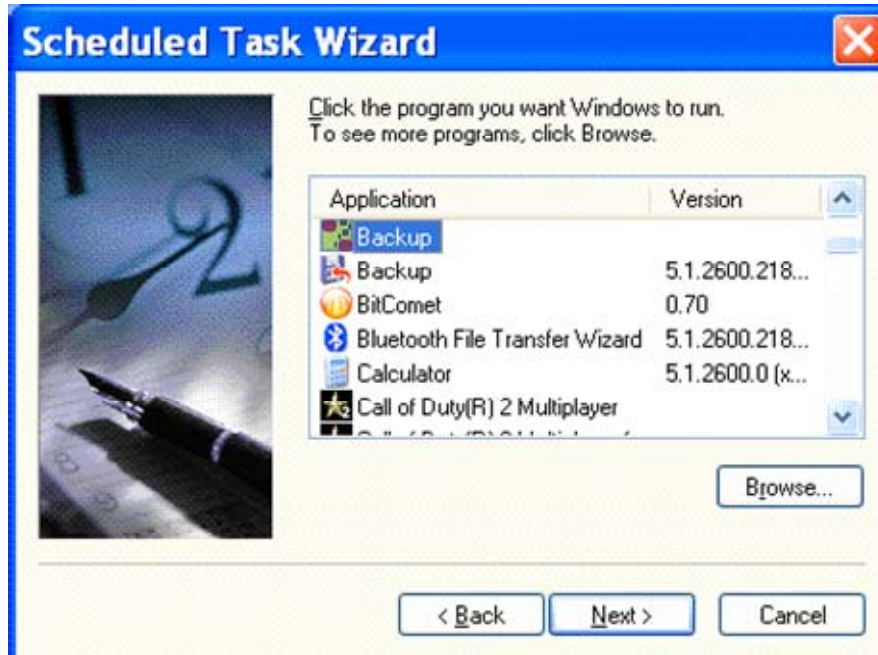 Scheduled Task Wizard
Click the program you want Windows to run.
To see more programs, click Browse.
Application Version
Backup
Backup 5.1.2600.218...
BitComet 0.70
Bluetooth File Transfer Wizard 5.1.2600.218...
Calculator 5.1.2600.0 (x...
Call of Duty(R) 2 Multiplayer
Browse...
< Back Next > Cancel